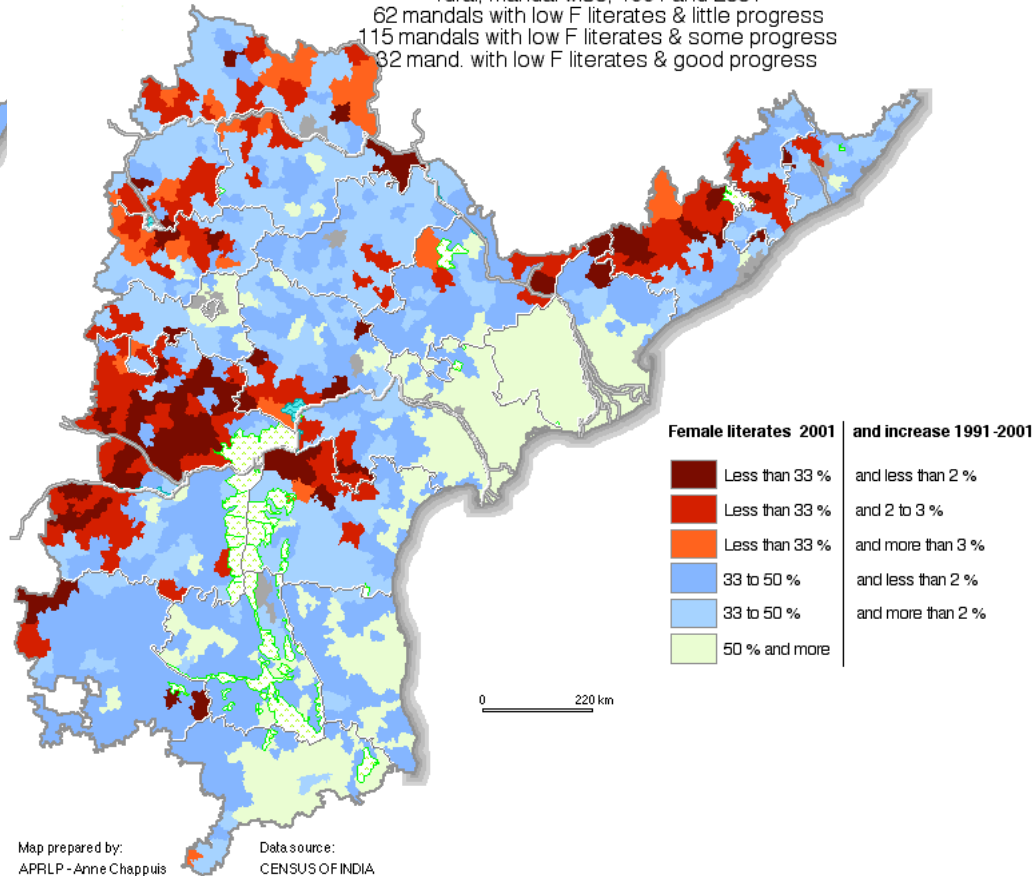 62 mandals with low F literates & little progress
115 mandals with low F literates & some progress
32 mand. with low F literates & good progress
Female literates 2001 and increase 1991-2001
Less than 33 % and less than 2 %
Less than 33 % and 2 to 3 %
Less than 33 % and more than 3 %
33 to 50 % and less than 2 %
33 to 50 % and more than 2 %
50 % and more
0 220 km
Map prepared by:
APRLP - Anne Chappuis
Data source:
CENSUS OF INDIA